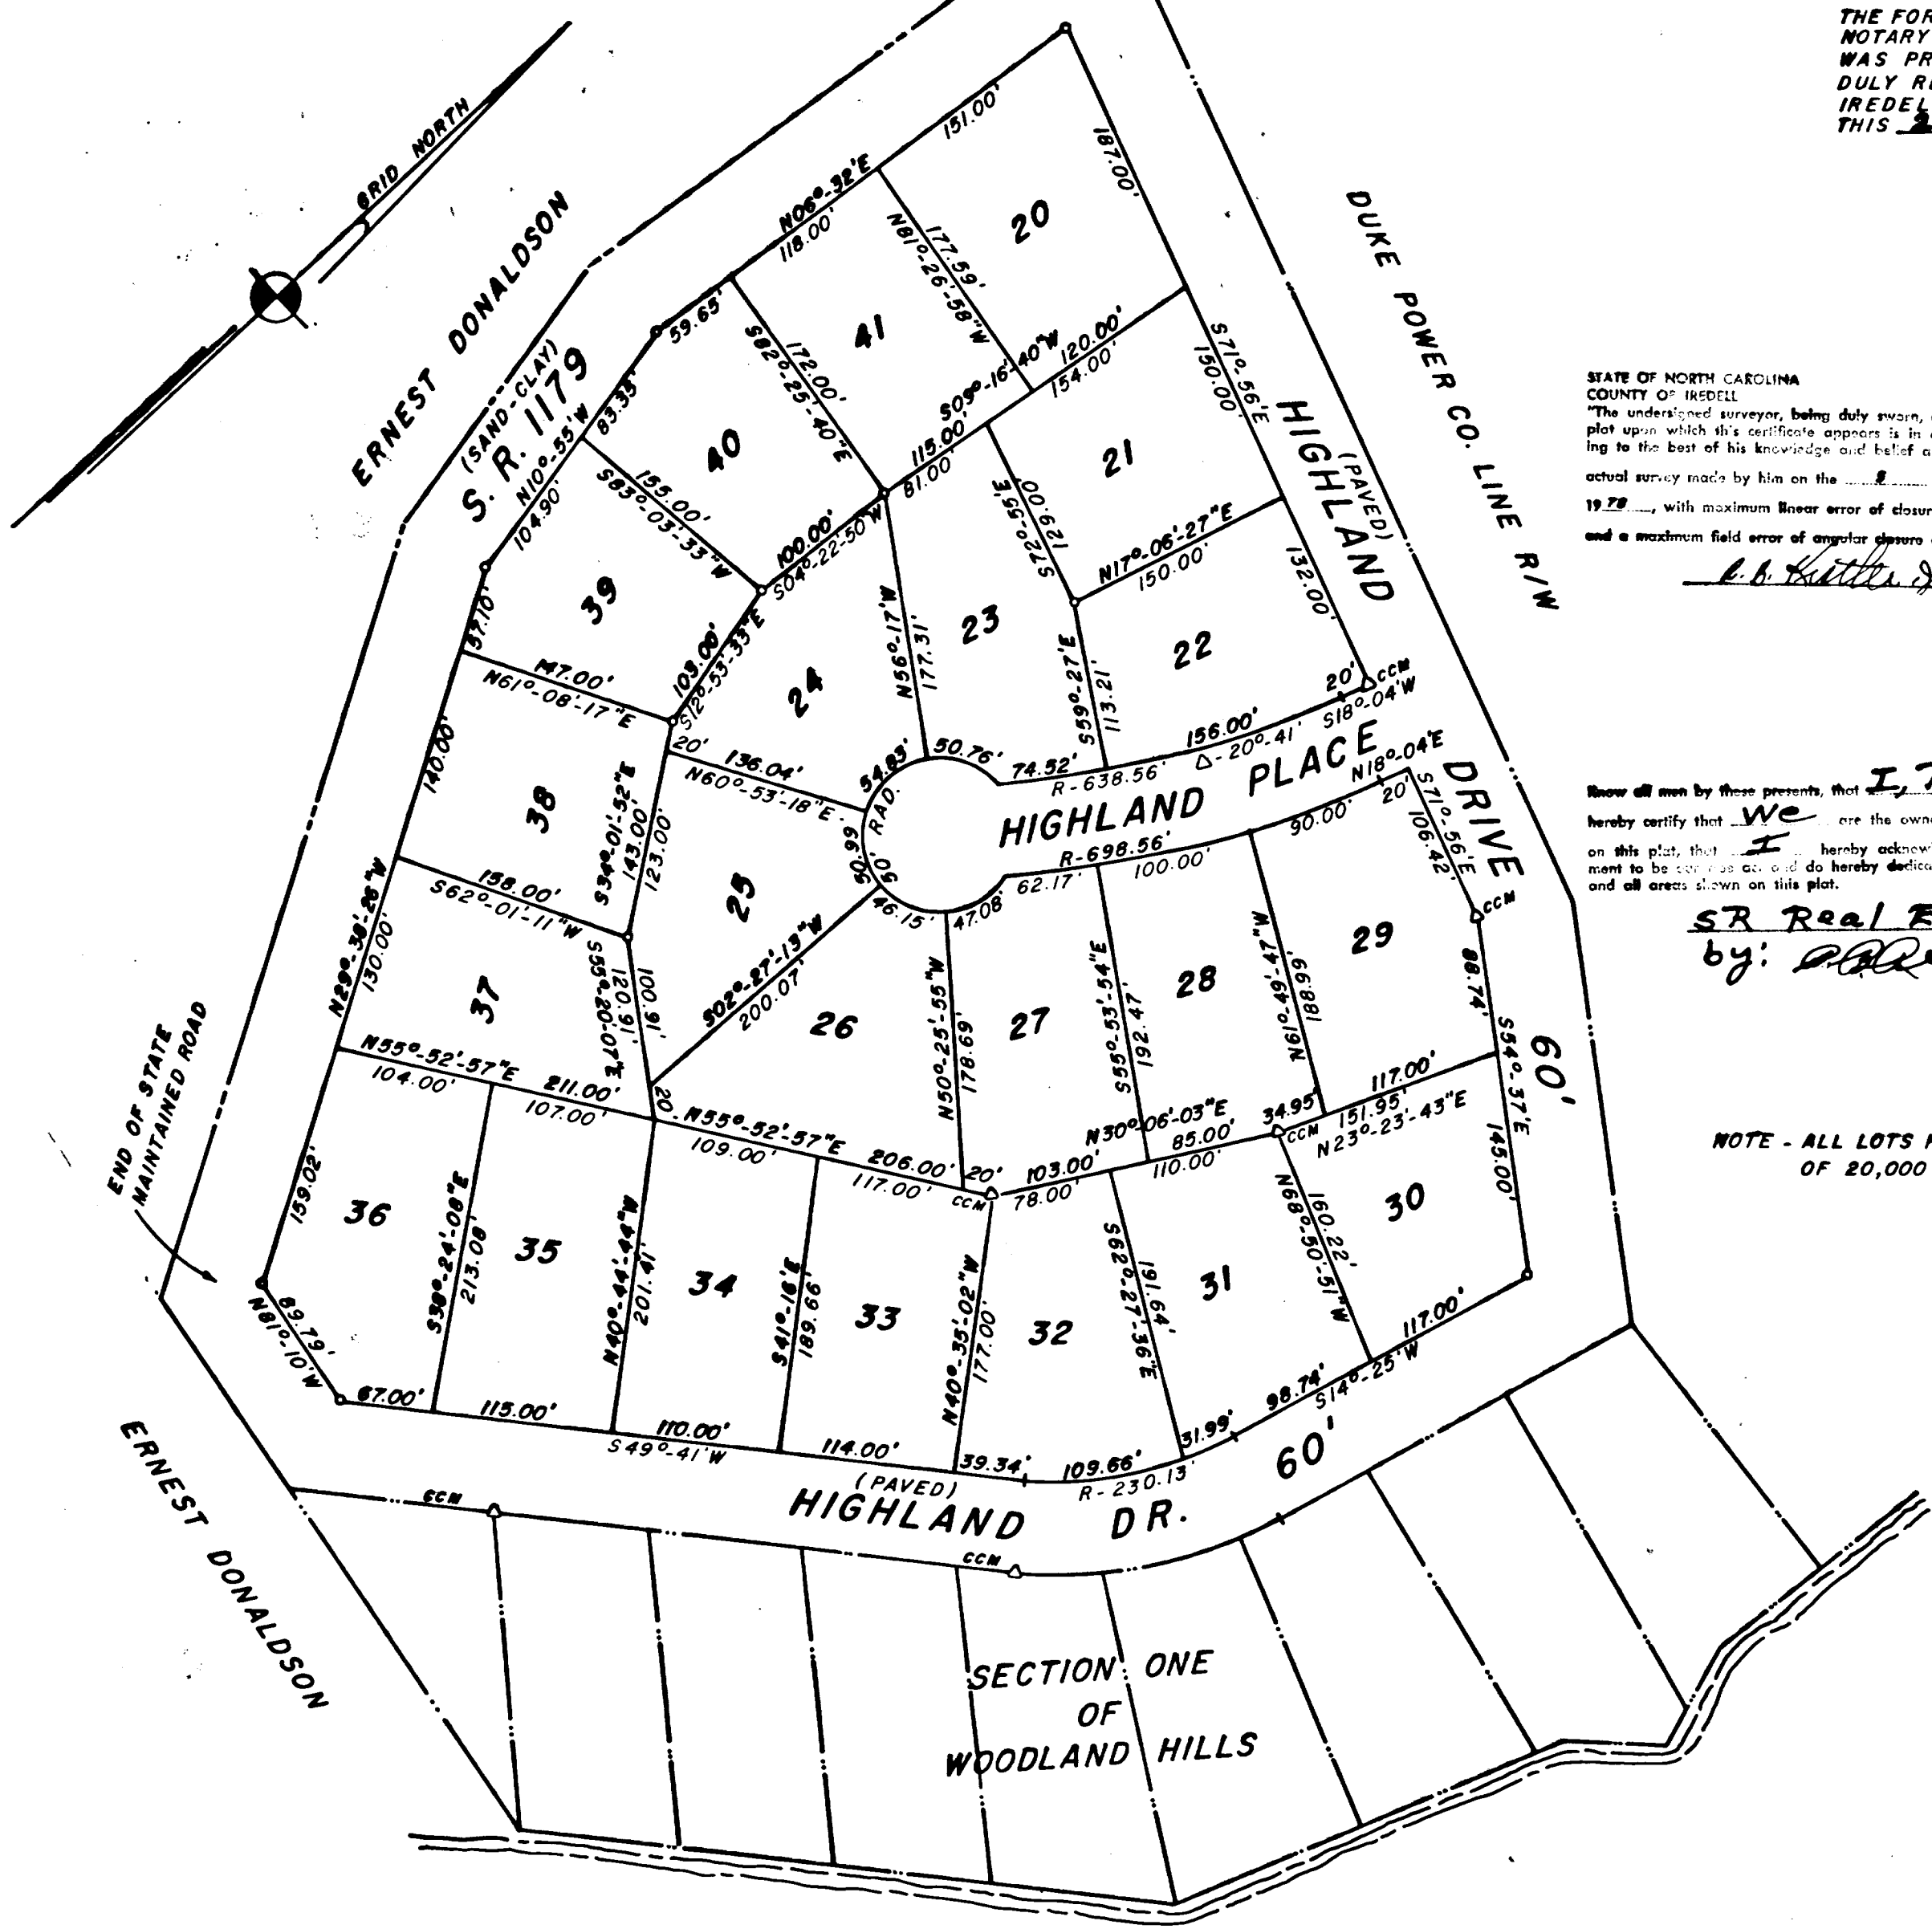 THE FOR
NOTARY
WAS PR
DULY RE
IREDEL
THIS
GRID NORTH
ERNEST DONALDSON
(SAND-CLAY)
S. R. 1179
151.00'
187.00'
N06°-32'E
118.00'
20
177.59'
N81°-26'-58"W
DUKE POWER CO. LINE R/W
59.65'
41
172.00'
S82°-25'-40"E
S09°-16'-40"W
120.00'
154.00'
S71°-56'E
150.00'
HIGHLAND
(PAVED)
STATE OF NORTH CAROLINA
COUNTY OF IREDELL
"The undersigned surveyor, being duly sworn,
plat upon which this certificate appears is in
ing to the best of his knowledge and belief a
actual survey made by him on the 8
1978, with maximum linear error of closur
and a maximum field error of angular closure
83.35'
N10°-55'W
104.90'
40
155.00'
S83°-03'-33"W
115.00'
81.00'
21
S72°-55'E
129.00'
N17°-06'-27"E
150.00'
132.00'
100.00'
S04°-22'-50"W
39
37.10'
147.00'
N61°-08'-17"E
103.00'
S12°-53'-33"E
24
N56°-17'W
177.31'
23
S59°-27'E
113.21'
22
20'
CCM
S18°-04'W
140.00'
20'
136.04'
N60°-53'-18"E
54.83'
50.76'
74.52'
R-638.56'
156.00'
Δ-20°-41'
HIGHLAND PLACE
N18°-04'E
20'
DRIVE
Know all men by these presents, that I,
hereby certify that We are the owne
on this plat, that I hereby acknow
and do hereby dedica
and all areas shown on this plat.
SR Real E
by:
38
S34°-01'-52"E
143.00'
123.00'
50.99
50' RAD.
R-698.56'
62.17'
100.00'
90.00'
S71°-56'E
106.42'
CCM
158.00'
S62°-01'-11"W
25
46.15'
47.08'
N29°-38'-26"W
130.00'
37
S55°-20'-07"E
120.91'
100.91'
S02°-27'-13"W
200.07'
26
N50°-25'-55"W
178.69'
27
S55°-53'-54"E
192.47'
28
N61°-49'-47"W
188.99'
29
88.74'
60'
S54°-37'E
145.00'
END OF STATE
MAINTAINED ROAD
N55°-52'-57"E
104.00'
211.00'
107.00'
20'
N55°-52'-57"E
109.00'
206.00'
117.00'
20'
CCM
103.00'
78.00'
N30°-06'-03"E
85.00'
110.00'
34.95'
CCM
117.00'
151.95'
N23°-23'-43"E
NOTE - ALL LOTS
OF 20,000
159.02'
36
S38°-24'-08"E
213.08'
35
N40°-44'-44"W
201.41'
34
S41°-16'E
189.66'
33
N40°-35'-02"W
177.00'
32
S62°-27'-36"E
191.64'
31
N68°-50'-51"W
160.22'
30
89.79'
N81°-10'W
67.00'
115.00'
110.00'
S49°-41'W
114.00'
39.34'
109.66'
R-230.13'
31.99'
98.74'
S14°-25'W
117.00'
(PAVED)
HIGHLAND DR.
60'
ERNEST DONALDSON
CCM
CCM
SECTION ONE
OF
WOODLAND HILLS